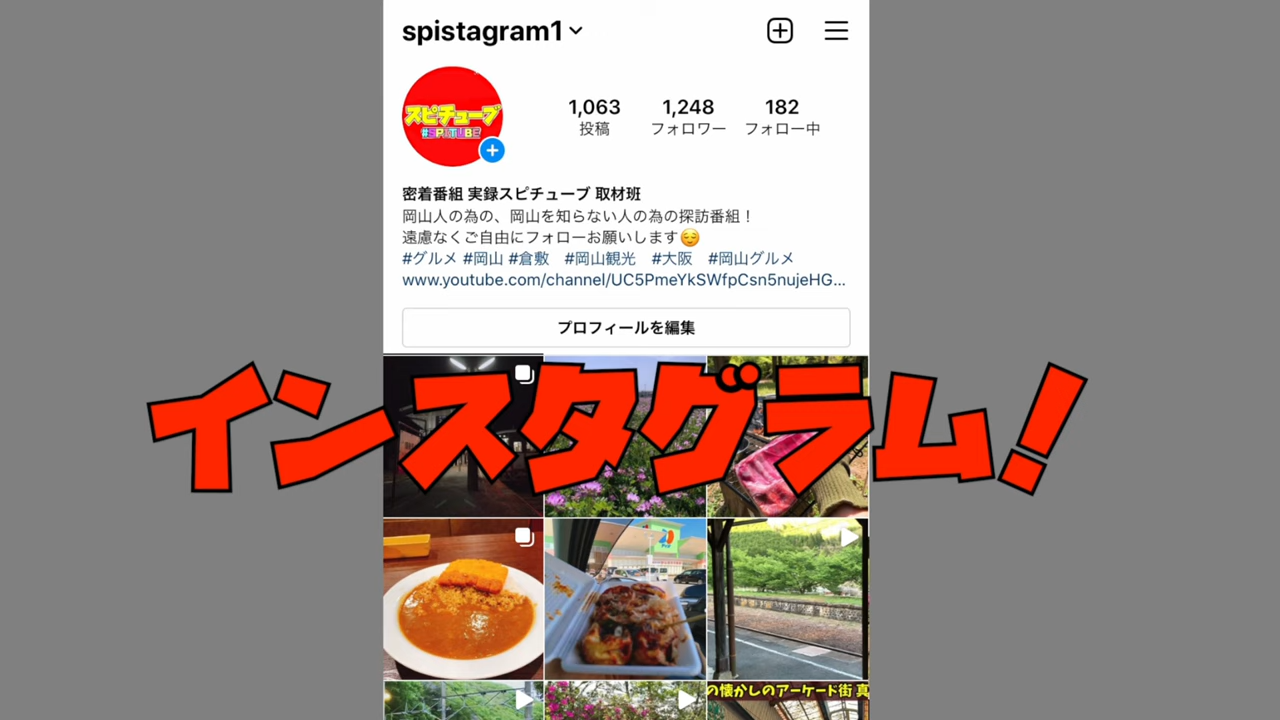 spistagram1
スピチューブ
#SPITUBE
1,063
投稿
1,248
フォロワー
182
フォロー中
密着番組 実録スピチューブ 取材班
岡山人の為の、岡山を知らない人の為の探訪番組！
遠慮なくご自由にフォローお願いします😌
#グルメ #岡山 #倉敷　#岡山観光　#大阪　#岡山グルメ
www.youtube.com/channel/UC5PmeYkSWfpCsn5nujeHG...
プロフィールを編集
インスタグラム！
の懐かしのアーケード街 真